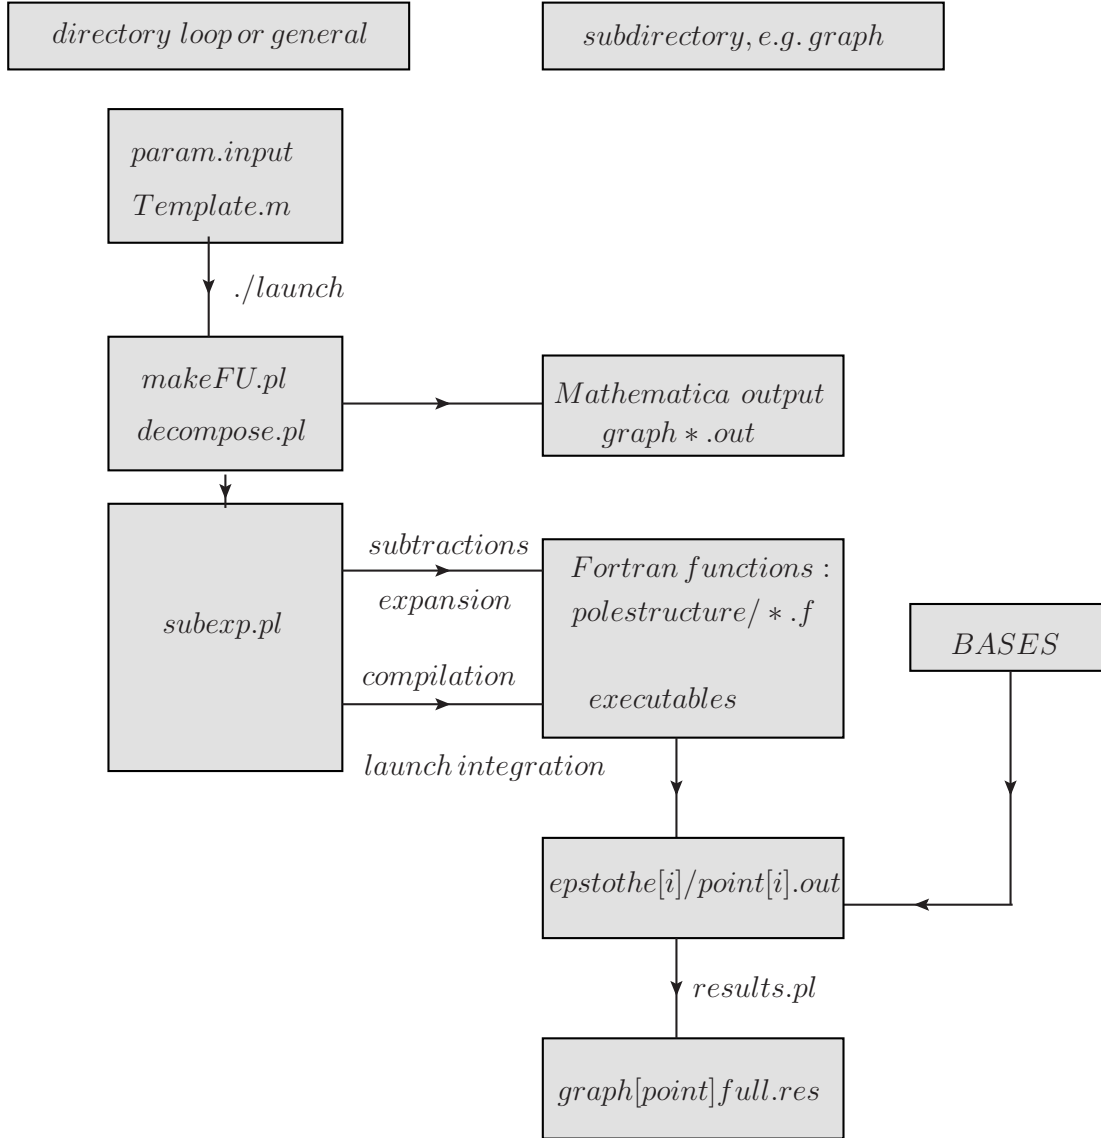 directory loop or general
subdirectory, e.g. graph
param.input
Template.m
./launch
makeFU.pl
decompose.pl
Mathematica output
graph * .out
subexp.pl
subtractions
expansion
compilation
launch integration
Fortran functions :
polestructure/ * .f
executables
BASES
epstothe[i]/point[i].out
results.pl
graph[point]full.res